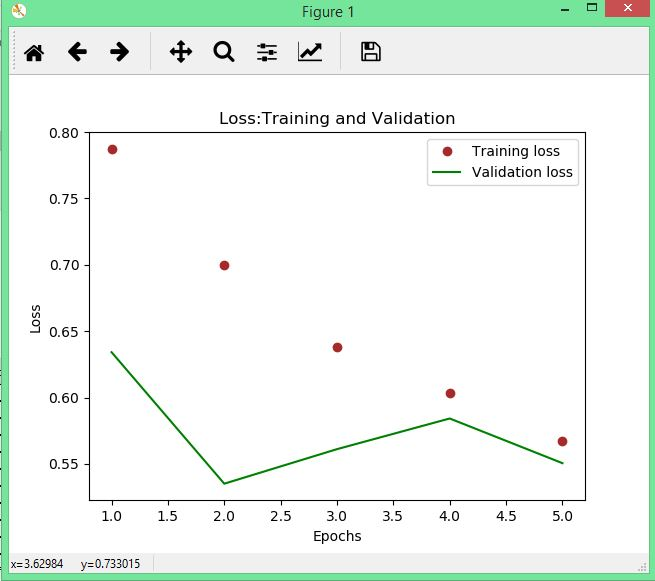 Figure 1
Loss:Training and Validation
Training loss
Validation loss
0.80
0.75
0.70
0.65
0.60
0.55
Loss
1.0 1.5 2.0 2.5 3.0 3.5 4.0 4.5 5.0
Epochs
x=3.62984 y=0.733015